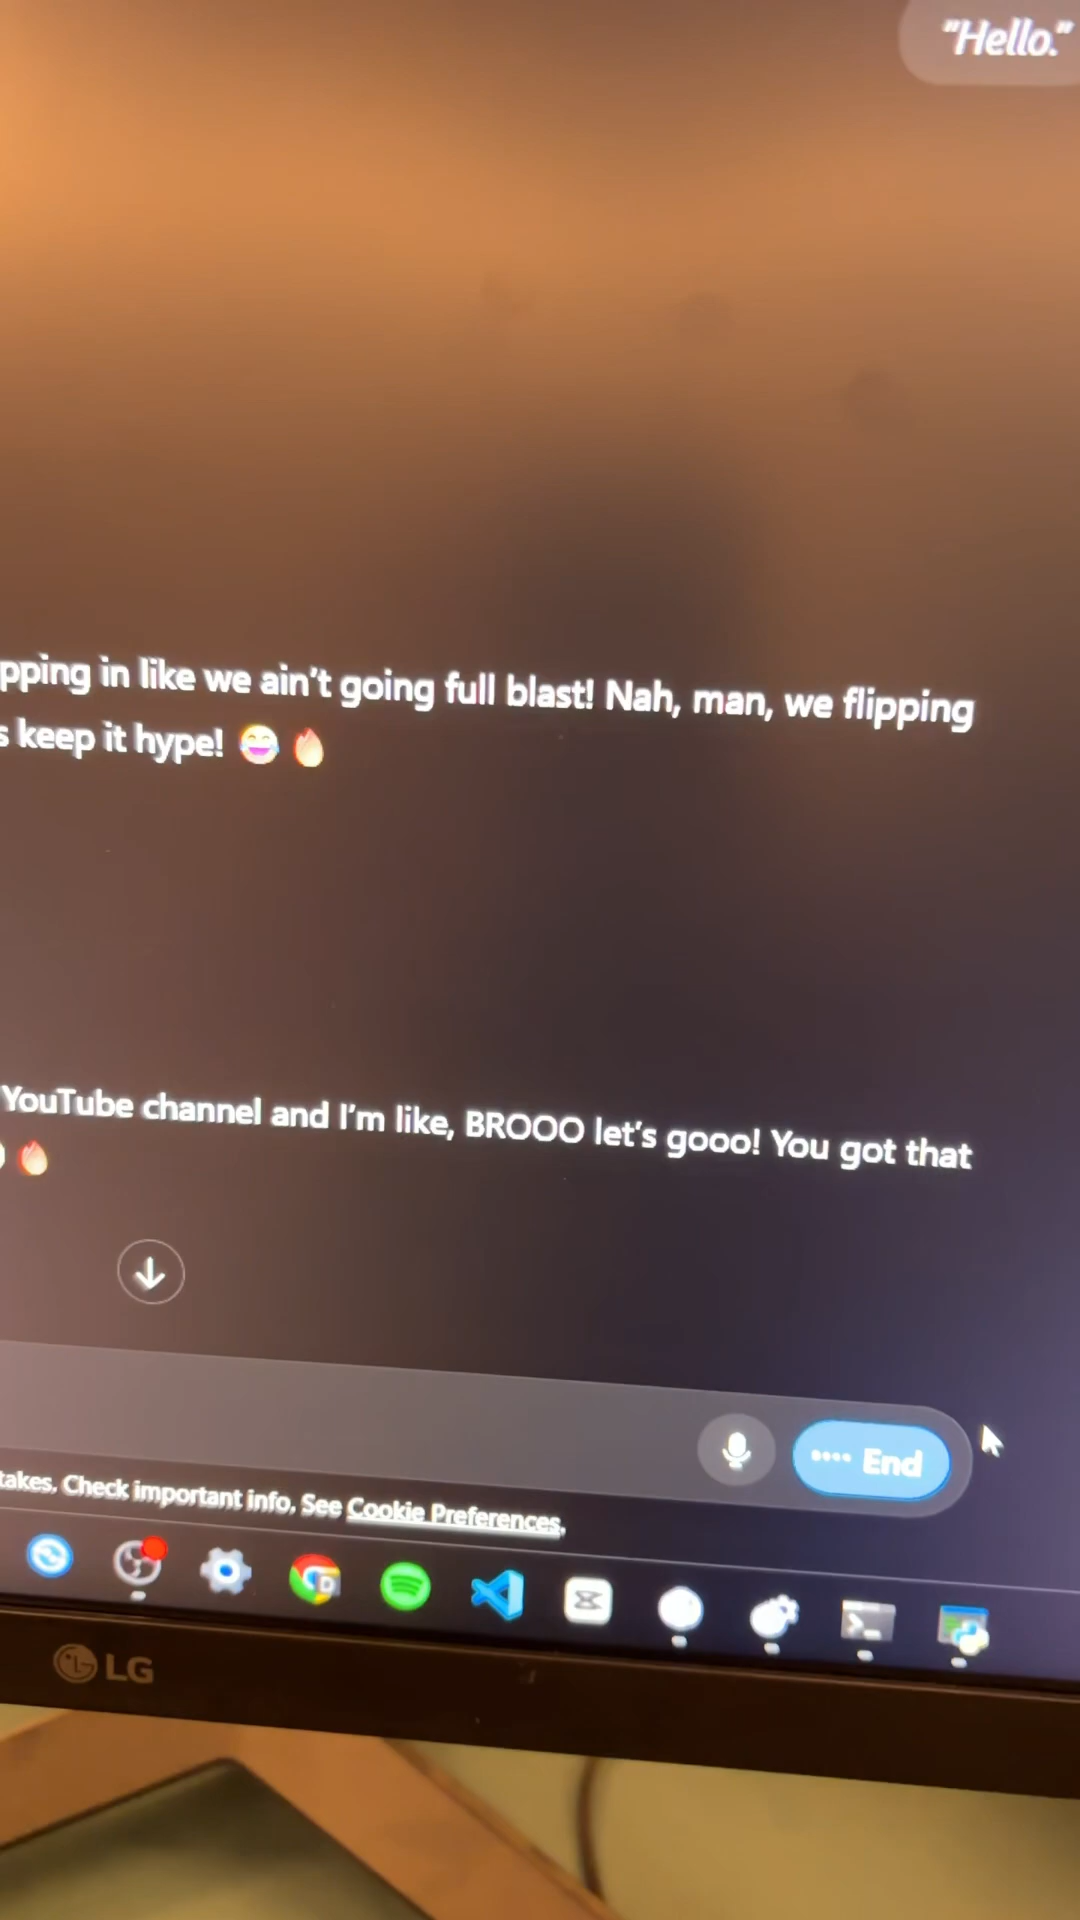 "Hello."
pping in like we ain't going full blast! Nah, man, we flipping
s keep it hype! 😂 🔥
YouTube channel and I'm like, BROOO let's gooo! You got that
🔥
End
takes. Check important info. See Cookie Preferences.
LG